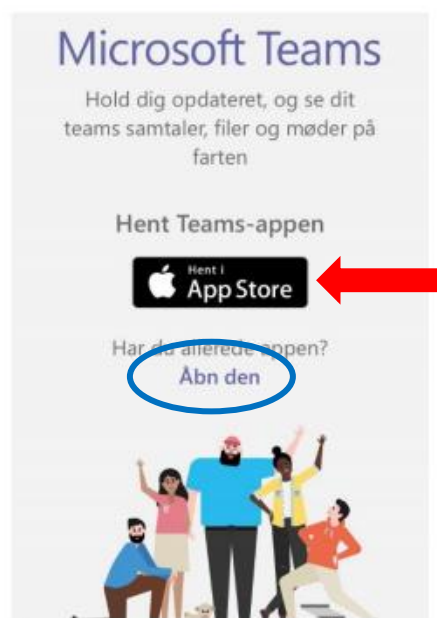 Microsoft Teams
Hold dig opdateret, og se dit
teams samtaler, filer og møder på
farten
Hent Teams-appen
Hent i
App Store
Har du allerede appen?
Åbn den